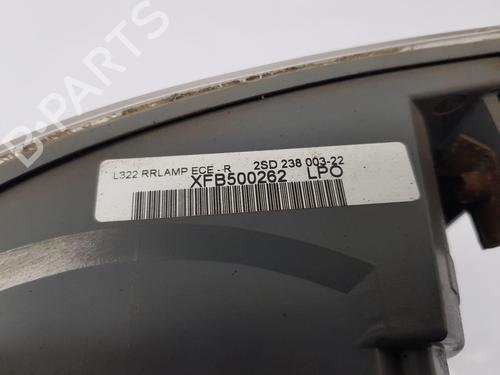 B-PARTS
L322 RRLAMP ECE - R 2SD 238 003-22
XFB500262 LPO